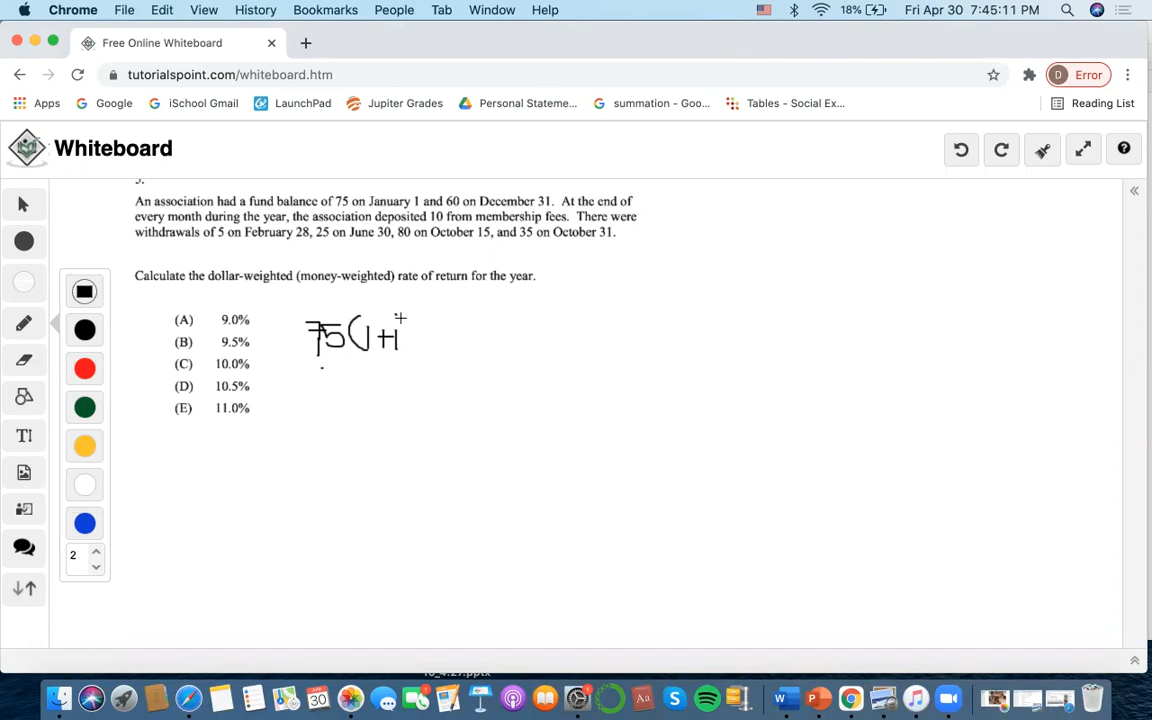 Chrome File Edit View History Bookmarks People Tab Window Help 18% Fri Apr 30 7:45:11 PM
Free Online Whiteboard
tutorialspoint.com/whiteboard.htm D Error
Apps Google iSchool Gmail LaunchPad Jupiter Grades Personal Stateme... summation - Goo... Tables - Social Ex... Reading List
Whiteboard
An association had a fund balance of 75 on January 1 and 60 on December 31. At the end of
every month during the year, the association deposited 10 from membership fees. There were
withdrawals of 5 on February 28, 25 on June 30, 80 on October 15, and 35 on October 31.
Calculate the dollar-weighted (money-weighted) rate of return for the year.
(A) 9.0%
(B) 9.5%
(C) 10.0%
(D) 10.5%
(E) 11.0%
75(1+
2